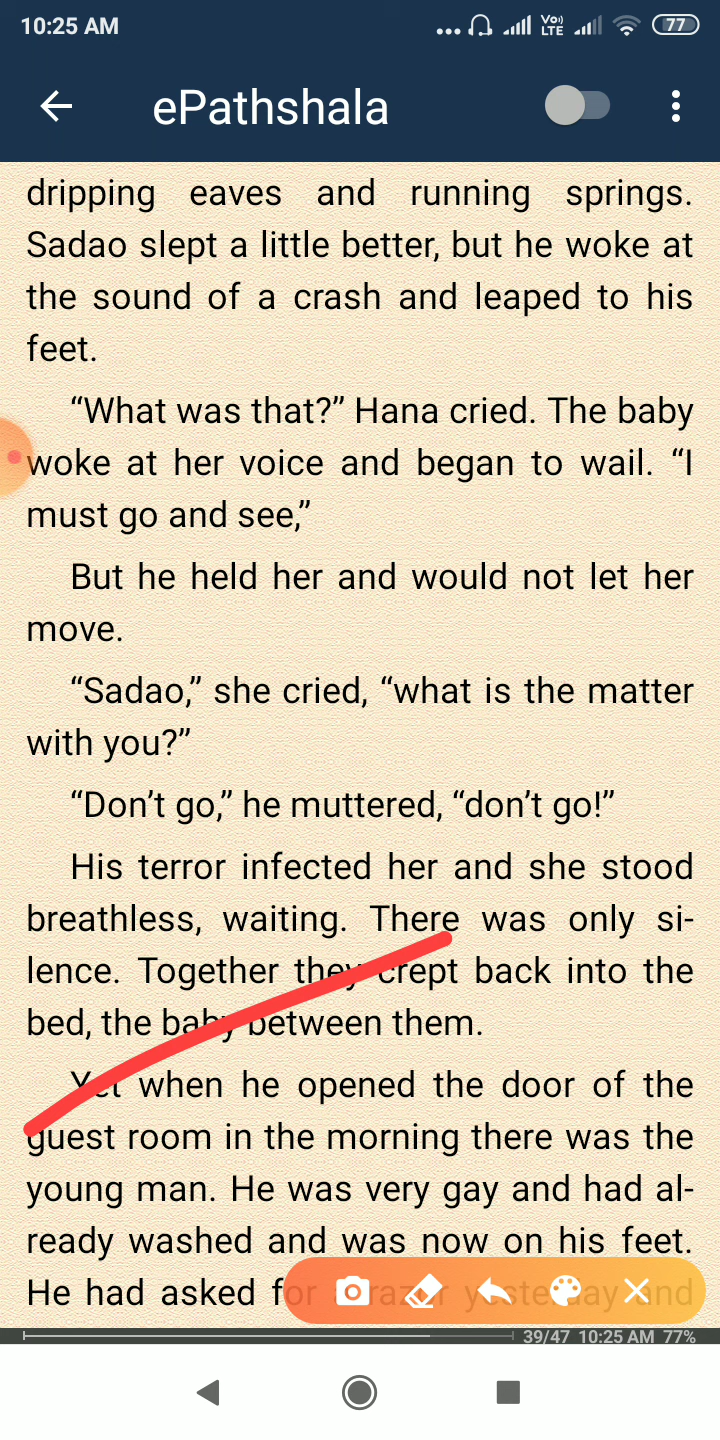 10:25 AM
Vo)) LTE
77
ePathshala
dripping eaves and running springs.
Sadao slept a little better, but he woke at
the sound of a crash and leaped to his
feet.
“What was that?” Hana cried. The baby
woke at her voice and began to wail. “I
must go and see,”
But he held her and would not let her
move.
“Sadao,” she cried, “what is the matter
with you?”
“Don’t go,” he muttered, “don’t go!”
His terror infected her and she stood
breathless, waiting. There was only si-
lence. Together they crept back into the
bed, the baby between them.
Yet when he opened the door of the
guest room in the morning there was the
young man. He was very gay and had al-
ready washed and was now on his feet.
He had asked for a razor yesterday and
39/47 10:25 AM 77%